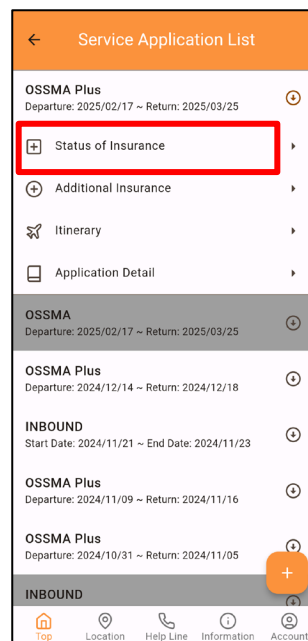 Service Application List
OSSMA Plus
Departure: 2025/02/17 ~ Return: 2025/03/25
Status of Insurance
Additional Insurance
Itinerary
Application Detail
OSSMA
Departure: 2025/02/17 ~ Return: 2025/03/25
OSSMA Plus
Departure: 2024/12/14 ~ Return: 2024/12/18
INBOUND
Start Date: 2024/11/21 ~ End Date: 2024/11/23
OSSMA Plus
Departure: 2024/11/09 ~ Return: 2024/11/16
OSSMA Plus
Departure: 2024/10/31 ~ Return: 2024/11/05
INBOUND
Top Location Help Line Information Account